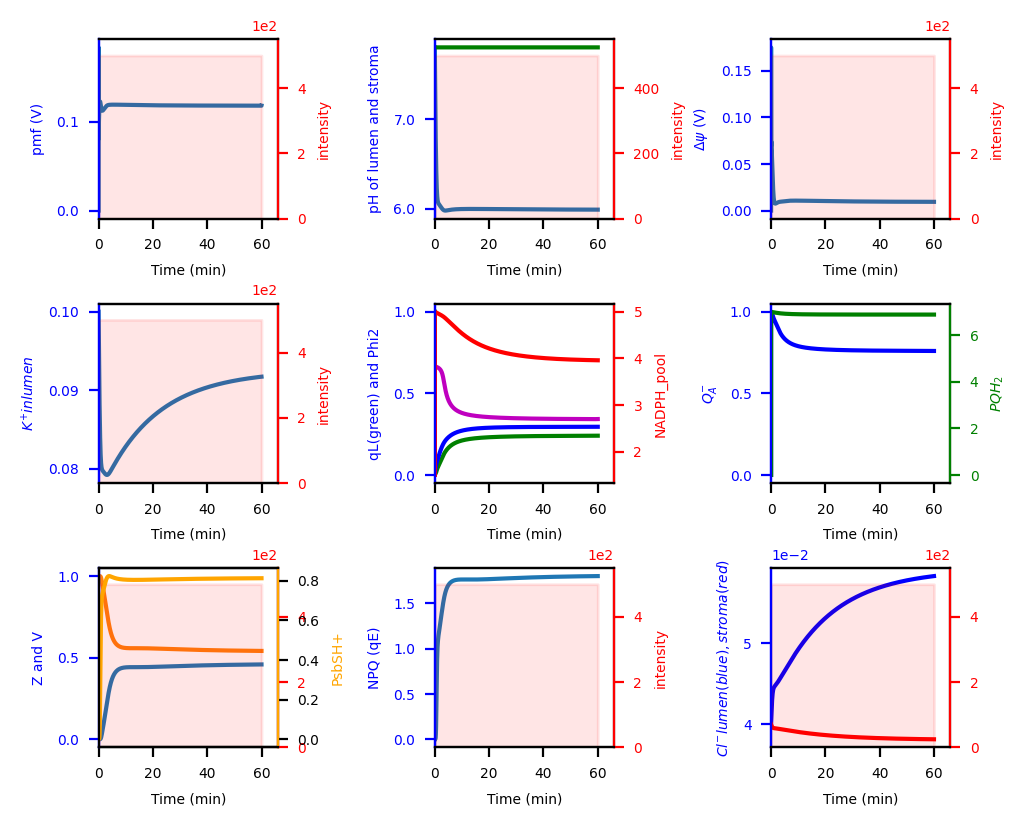 1e2
pmf (V)
0.1
0.0
4
2
0
intensity
0 20 40 60
Time (min)
pH of lumen and stroma
7.0
6.0
400
200
0
intensity
0 20 40 60
Time (min)
1e2
Δψ (V)
0.15
0.10
0.05
0.00
4
2
0
intensity
0 20 40 60
Time (min)
1e2
K⁺inlumen
0.10
0.09
0.08
4
2
0
intensity
0 20 40 60
Time (min)
qL(green) and Phi2
1.0
0.5
0.0
5
4
3
2
NADPH_pool
0 20 40 60
Time (min)
Q_A^-
1.0
0.5
0.0
6
4
2
0
PQH₂
0 20 40 60
Time (min)
1e2
Z and V
1.0
0.5
0.0
4
2
0
0.8
0.6
0.4
0.2
0.0
PsbSH+
0 20 40 60
Time (min)
1e2
NPQ (qE)
1.5
1.0
0.5
0.0
4
2
0
intensity
0 20 40 60
Time (min)
1e−2
1e2
Cl⁻lumen(blue), stroma(red)
5
4
4
2
0
0 20 40 60
Time (min)